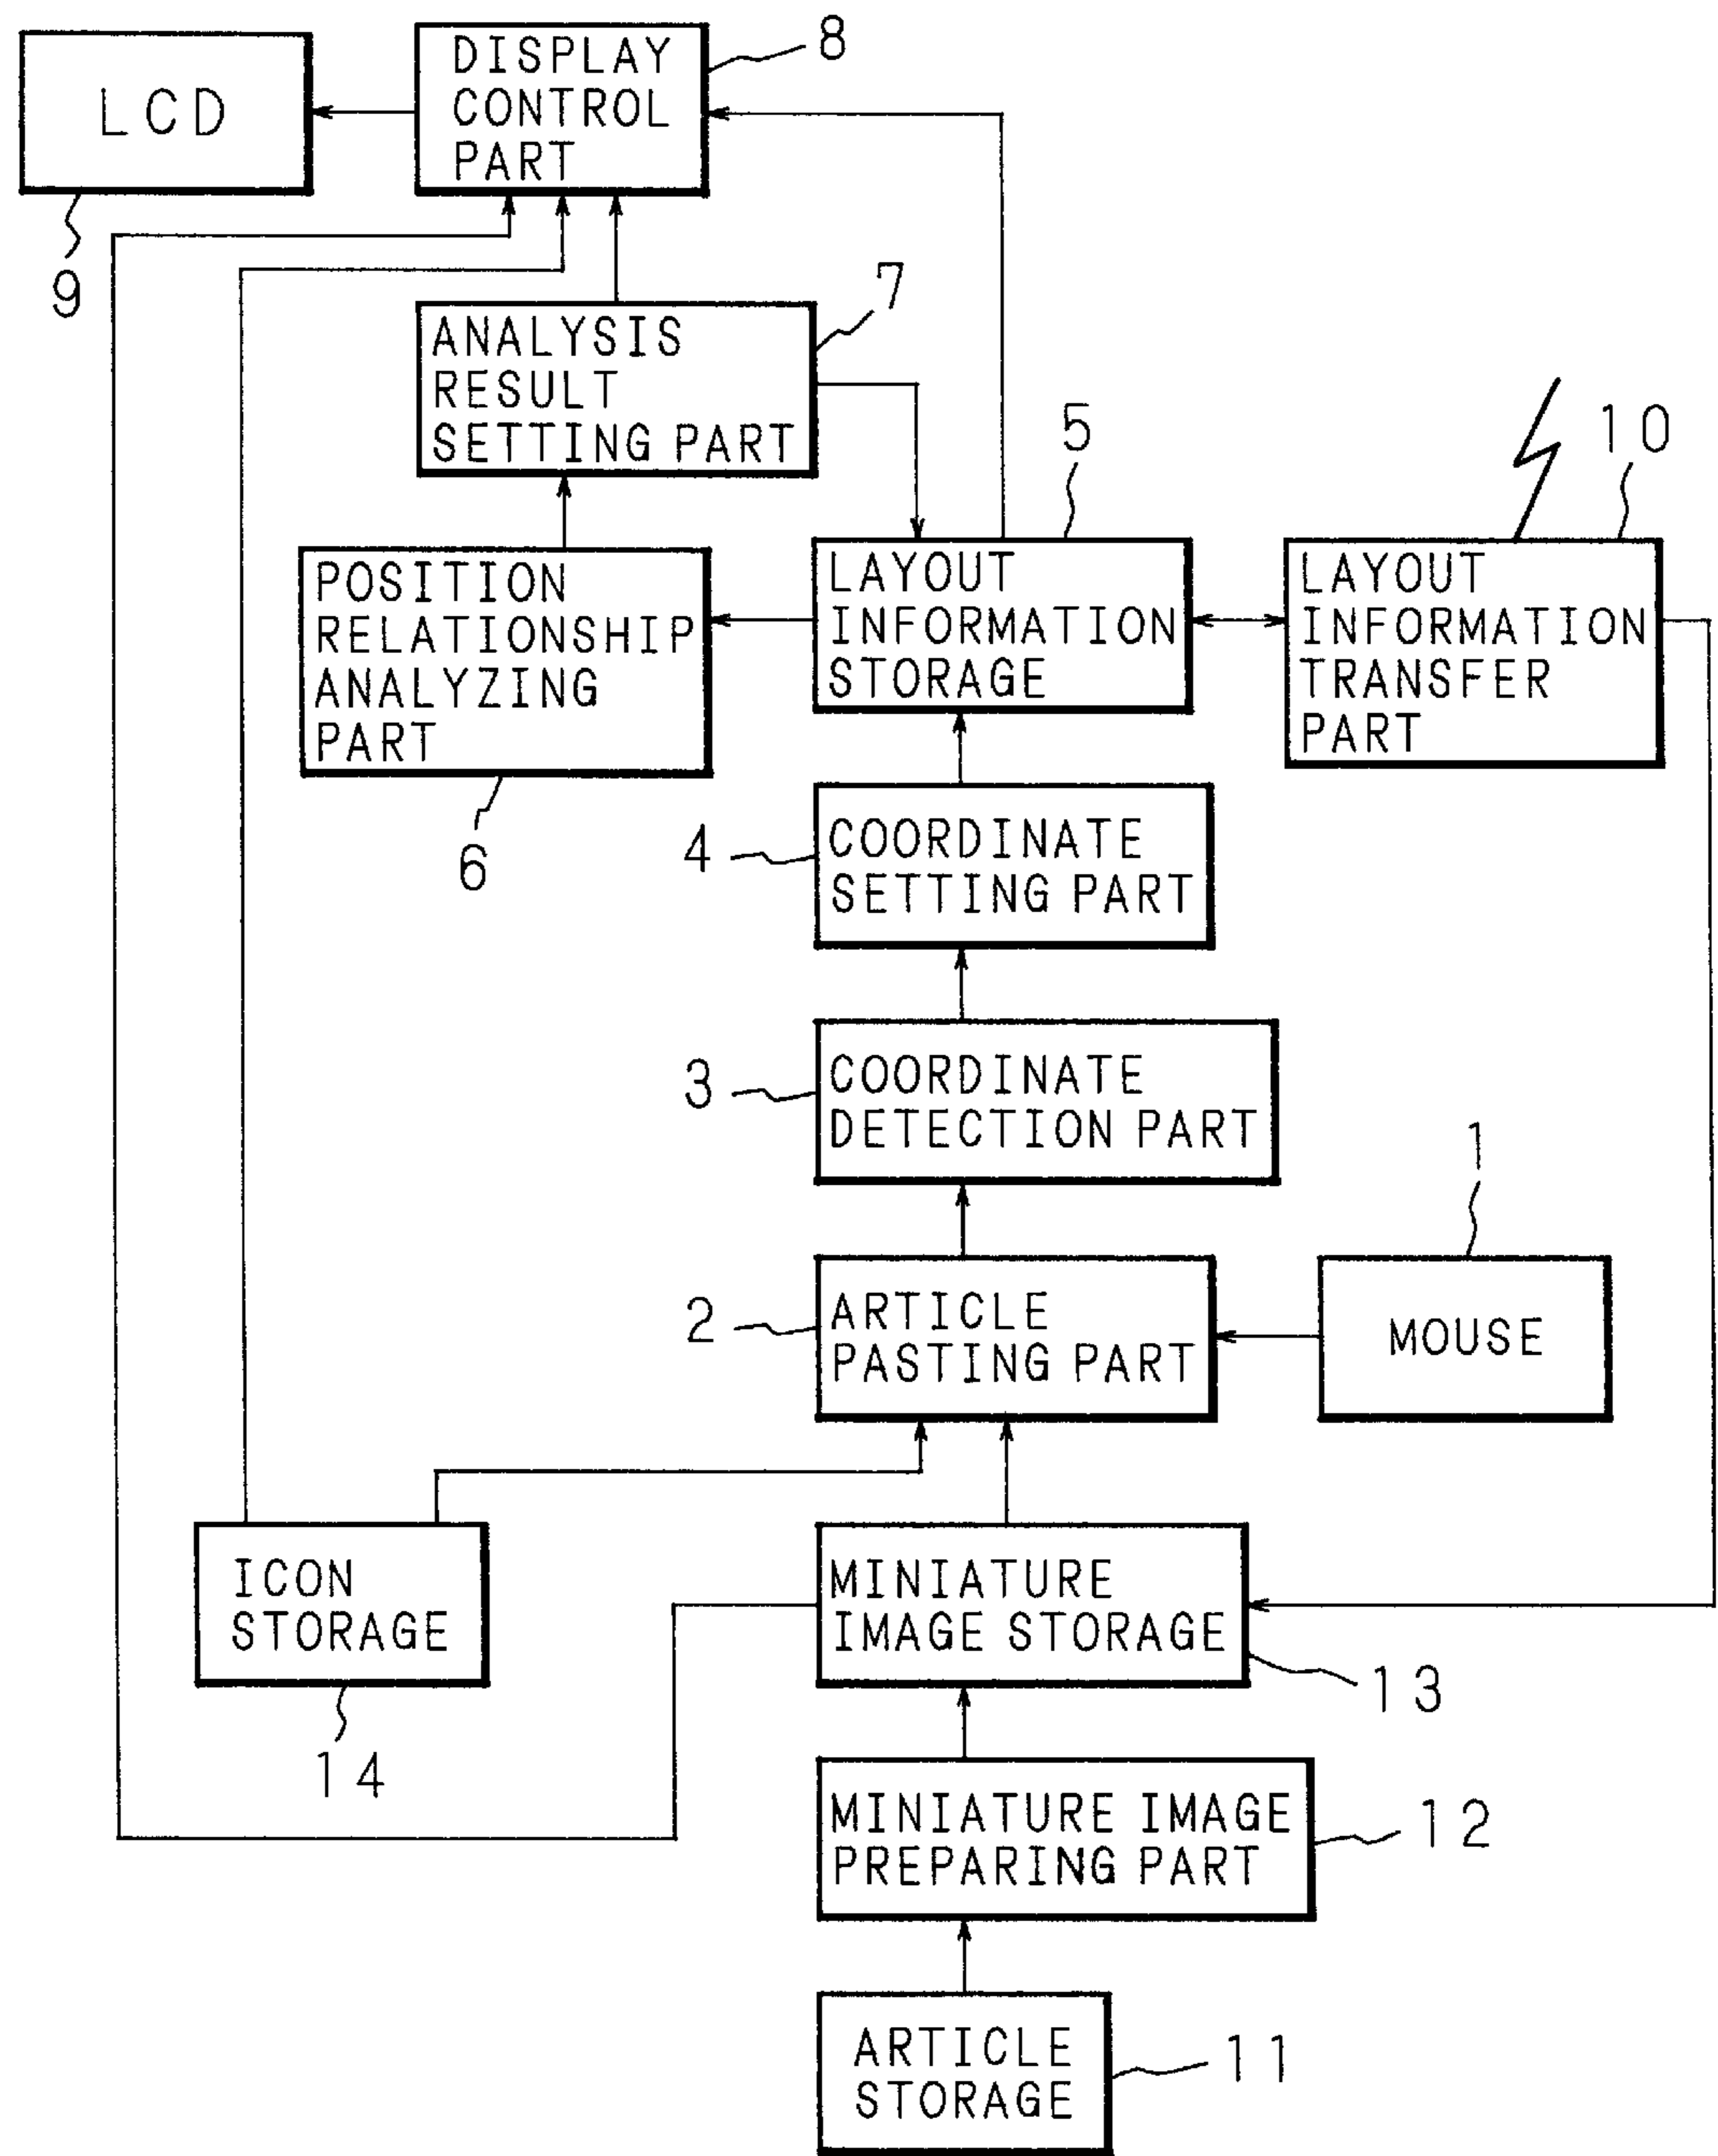 LCD
9
DISPLAY
CONTROL
PART
8
ANALYSIS
RESULT
SETTING PART
7
POSITION
RELATIONSHIP
ANALYZING
PART
6
LAYOUT
INFORMATION
STORAGE
5
LAYOUT
INFORMATION
TRANSFER
PART
10
4
COORDINATE
SETTING PART
3
COORDINATE
DETECTION PART
2
ARTICLE
PASTING PART
1
MOUSE
ICON
STORAGE
14
MINIATURE
IMAGE STORAGE
13
MINIATURE IMAGE
PREPARING PART
12
ARTICLE
STORAGE
11